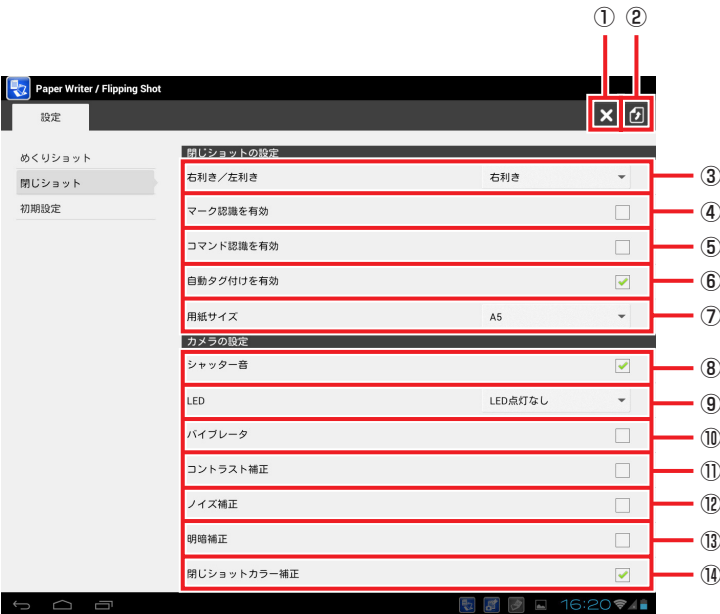 ① ②
Paper Writer / Flipping Shot
設定
めくりショット
閉じショット
初期設定
閉じショットの設定
右利き／左利き 右利き ③
マーク認識を有効 ④
コマンド認識を有効 ⑤
自動タグ付けを有効 ⑥
用紙サイズ A5 ⑦
カメラの設定
シャッター音 ⑧
LED LED点灯なし ⑨
バイブレータ ⑩
コントラスト補正 ⑪
ノイズ補正 ⑫
明暗補正 ⑬
閉じショットカラー補正 ⑭
16:20